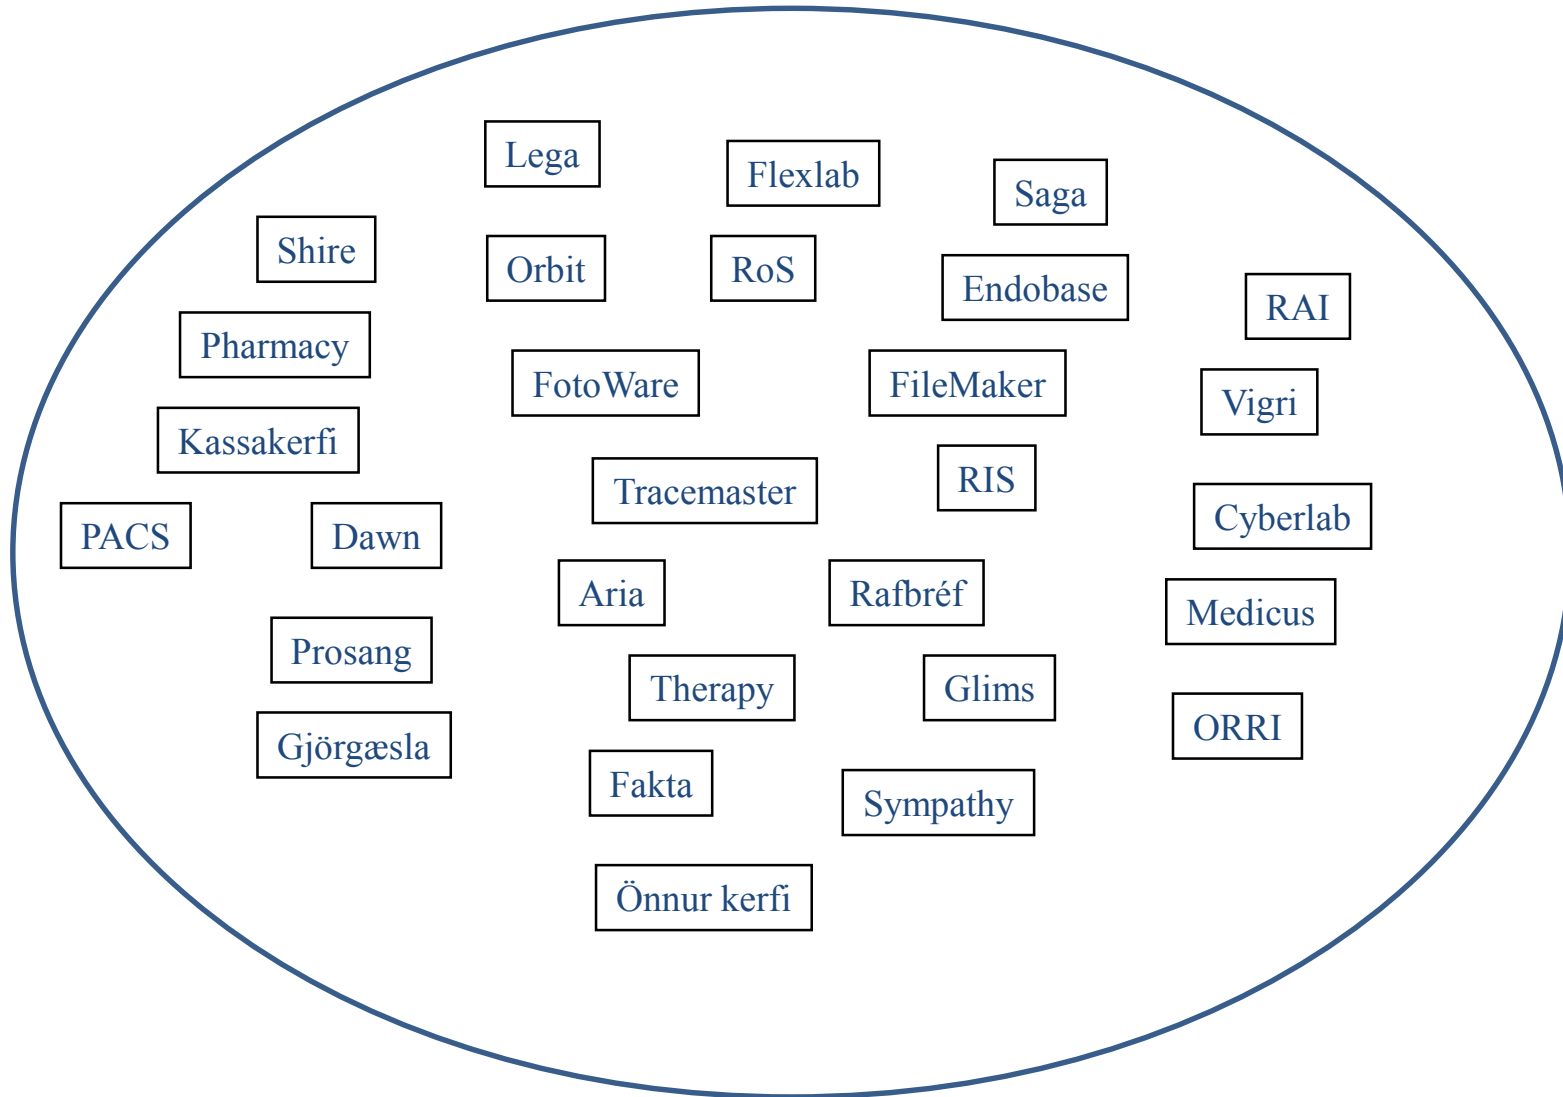 Lega
Flexlab
Saga
Shire
Orbit
RoS
Endobase
RAI
Pharmacy
FotoWare
FileMaker
Vigri
Kassakerfi
Tracemaster
RIS
Cyberlab
PACS
Dawn
Aria
Rafbréf
Medicus
Prosang
Therapy
Glims
ORRI
Gjörgæsla
Fakta
Sympathy
Önnur kerfi